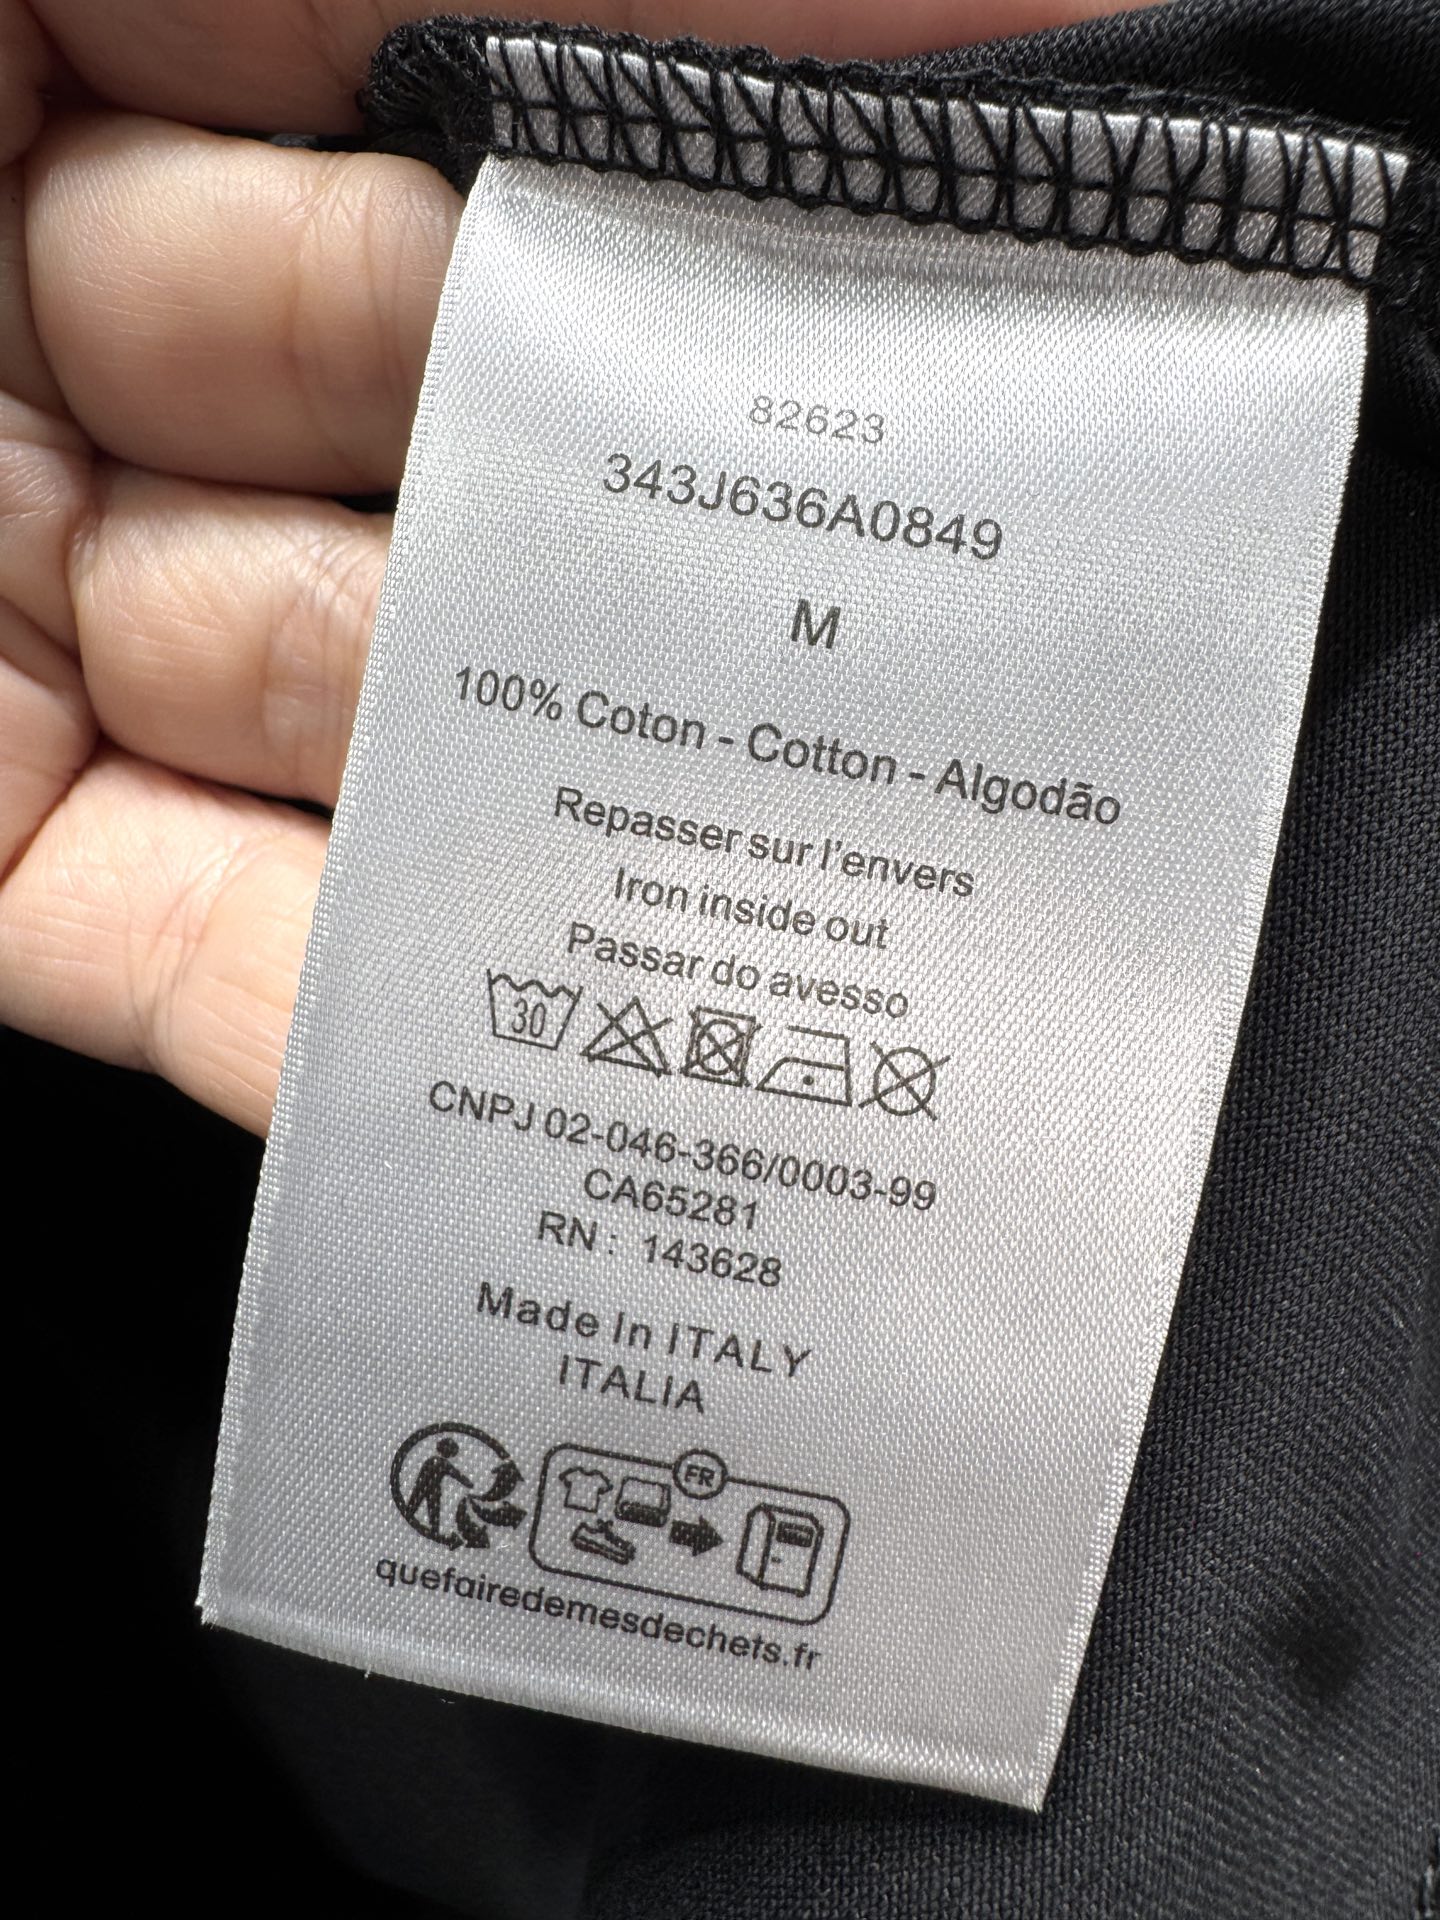 82623
343J636A0849
M
100% Coton - Cotton - Algodão
Repasser sur l'envers
Iron inside out
Passar do avesso
30
CNPJ 02-046-366/0003-99
CA65281
RN : 143628
Made In ITALY
ITALIA
FR
quefairedemesdechets.fr